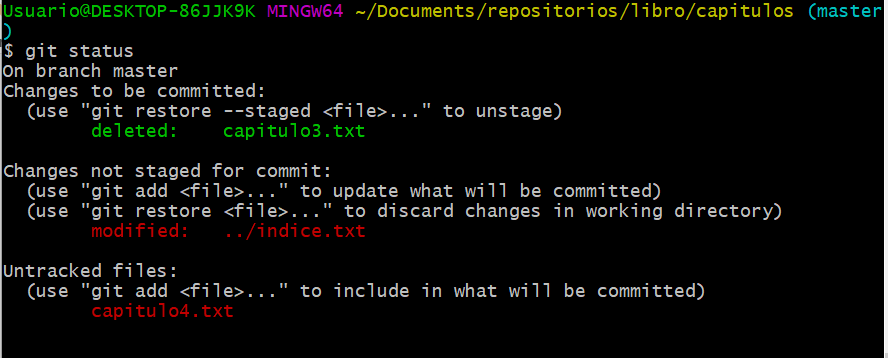 Usuario@DESKTOP-86JJK9K MINGW64 ~/Documents/repositorios/libro/capitulos (master
)
$ git status
On branch master
Changes to be committed:
  (use "git restore --staged <file>..." to unstage)
        deleted:    capitulo3.txt

Changes not staged for commit:
  (use "git add <file>..." to update what will be committed)
  (use "git restore <file>..." to discard changes in working directory)
        modified:   ../indice.txt

Untracked files:
  (use "git add <file>..." to include in what will be committed)
        capitulo4.txt